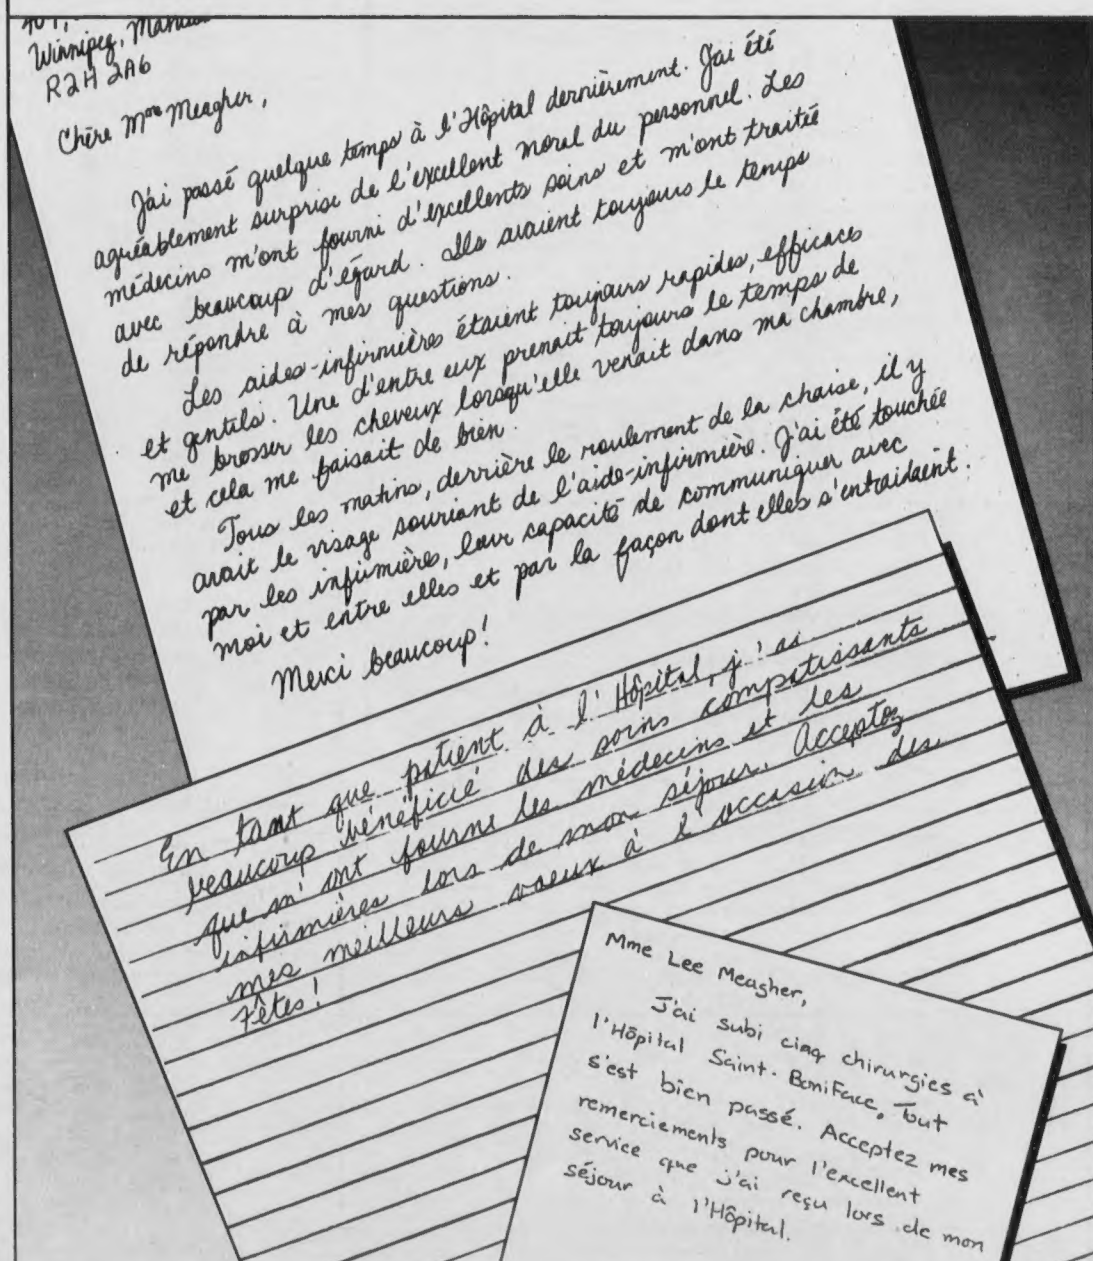 Winnipeg,
R2H 2A6
Chère Mme Meagher,
J'ai passé quelque temps à l'Hôpital dernièrement. J'ai été
agréablement surprise de l'excellent moral du personnel. Les
médecins m'ont fourni d'excellents soins et m'ont traitée
avec beaucoup d'égard. Ils avaient toujours le temps
de répondre à mes questions.
Les aides-infirmières étaient toujours rapides, efficaces
et gentils. Une d'entre eux prenait toujours le temps de
me brosser les cheveux lorsqu'elle venait dans ma chambre,
et cela me faisait de bien.
Tous les matins, derrière le roulement de la chaise, il y
avait le visage souriant de l'aide-infirmière. J'ai été touchée
par les infirmières, leur capacité de communiquer avec
moi et entre elles et par la façon dont elles s'entraidaient.
Merci beaucoup!
En tant que patient à l'Hôpital, j'ai
beaucoup bénéficié des soins compatissants
que m'ont fournis les médecins et les
infirmières lors de mon séjour. Acceptez
mes meilleurs voeux à l'occasion des
Fêtes!
Mme Lee Meagher,
J'ai subi cinq chirurgies à
l'Hôpital Saint-Boniface, tout
s'est bien passé. Acceptez mes
remerciements pour l'excellent
service que j'ai reçu lors de mon
séjour à l'Hôpital.